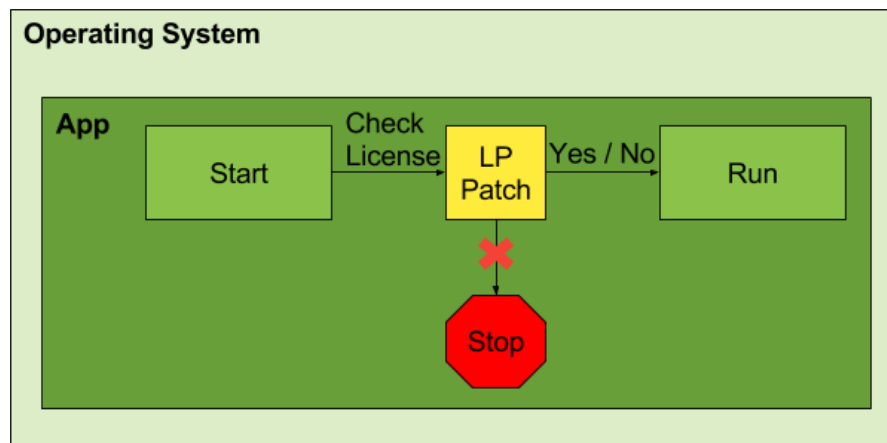 Operating System
App
Start
Check
License
LP
Patch
Yes / No
Run
Stop